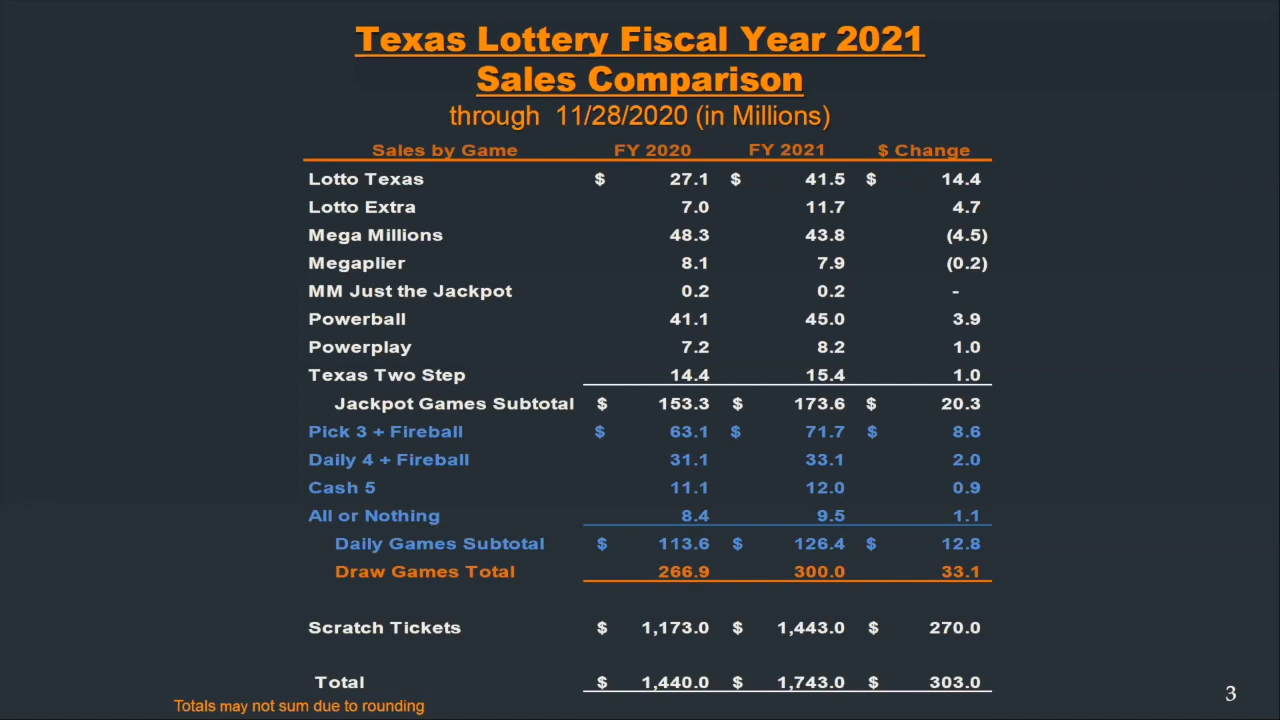 Texas Lottery Fiscal Year 2021
Sales Comparison
through 11/28/2020 (in Millions)
Sales by Game FY 2020 FY 2021 $ Change
Lotto Texas $ 27.1 $ 41.5 $ 14.4
Lotto Extra 7.0 11.7 4.7
Mega Millions 48.3 43.8 (4.5)
Megaplier 8.1 7.9 (0.2)
MM Just the Jackpot 0.2 0.2 -
Powerball 41.1 45.0 3.9
Powerplay 7.2 8.2 1.0
Texas Two Step 14.4 15.4 1.0
Jackpot Games Subtotal $ 153.3 $ 173.6 $ 20.3
Pick 3 + Fireball $ 63.1 $ 71.7 $ 8.6
Daily 4 + Fireball 31.1 33.1 2.0
Cash 5 11.1 12.0 0.9
All or Nothing 8.4 9.5 1.1
Daily Games Subtotal $ 113.6 $ 126.4 $ 12.8
Draw Games Total 266.9 300.0 33.1
Scratch Tickets $ 1,173.0 $ 1,443.0 $ 270.0
Total $ 1,440.0 $ 1,743.0 $ 303.0
Totals may not sum due to rounding
3